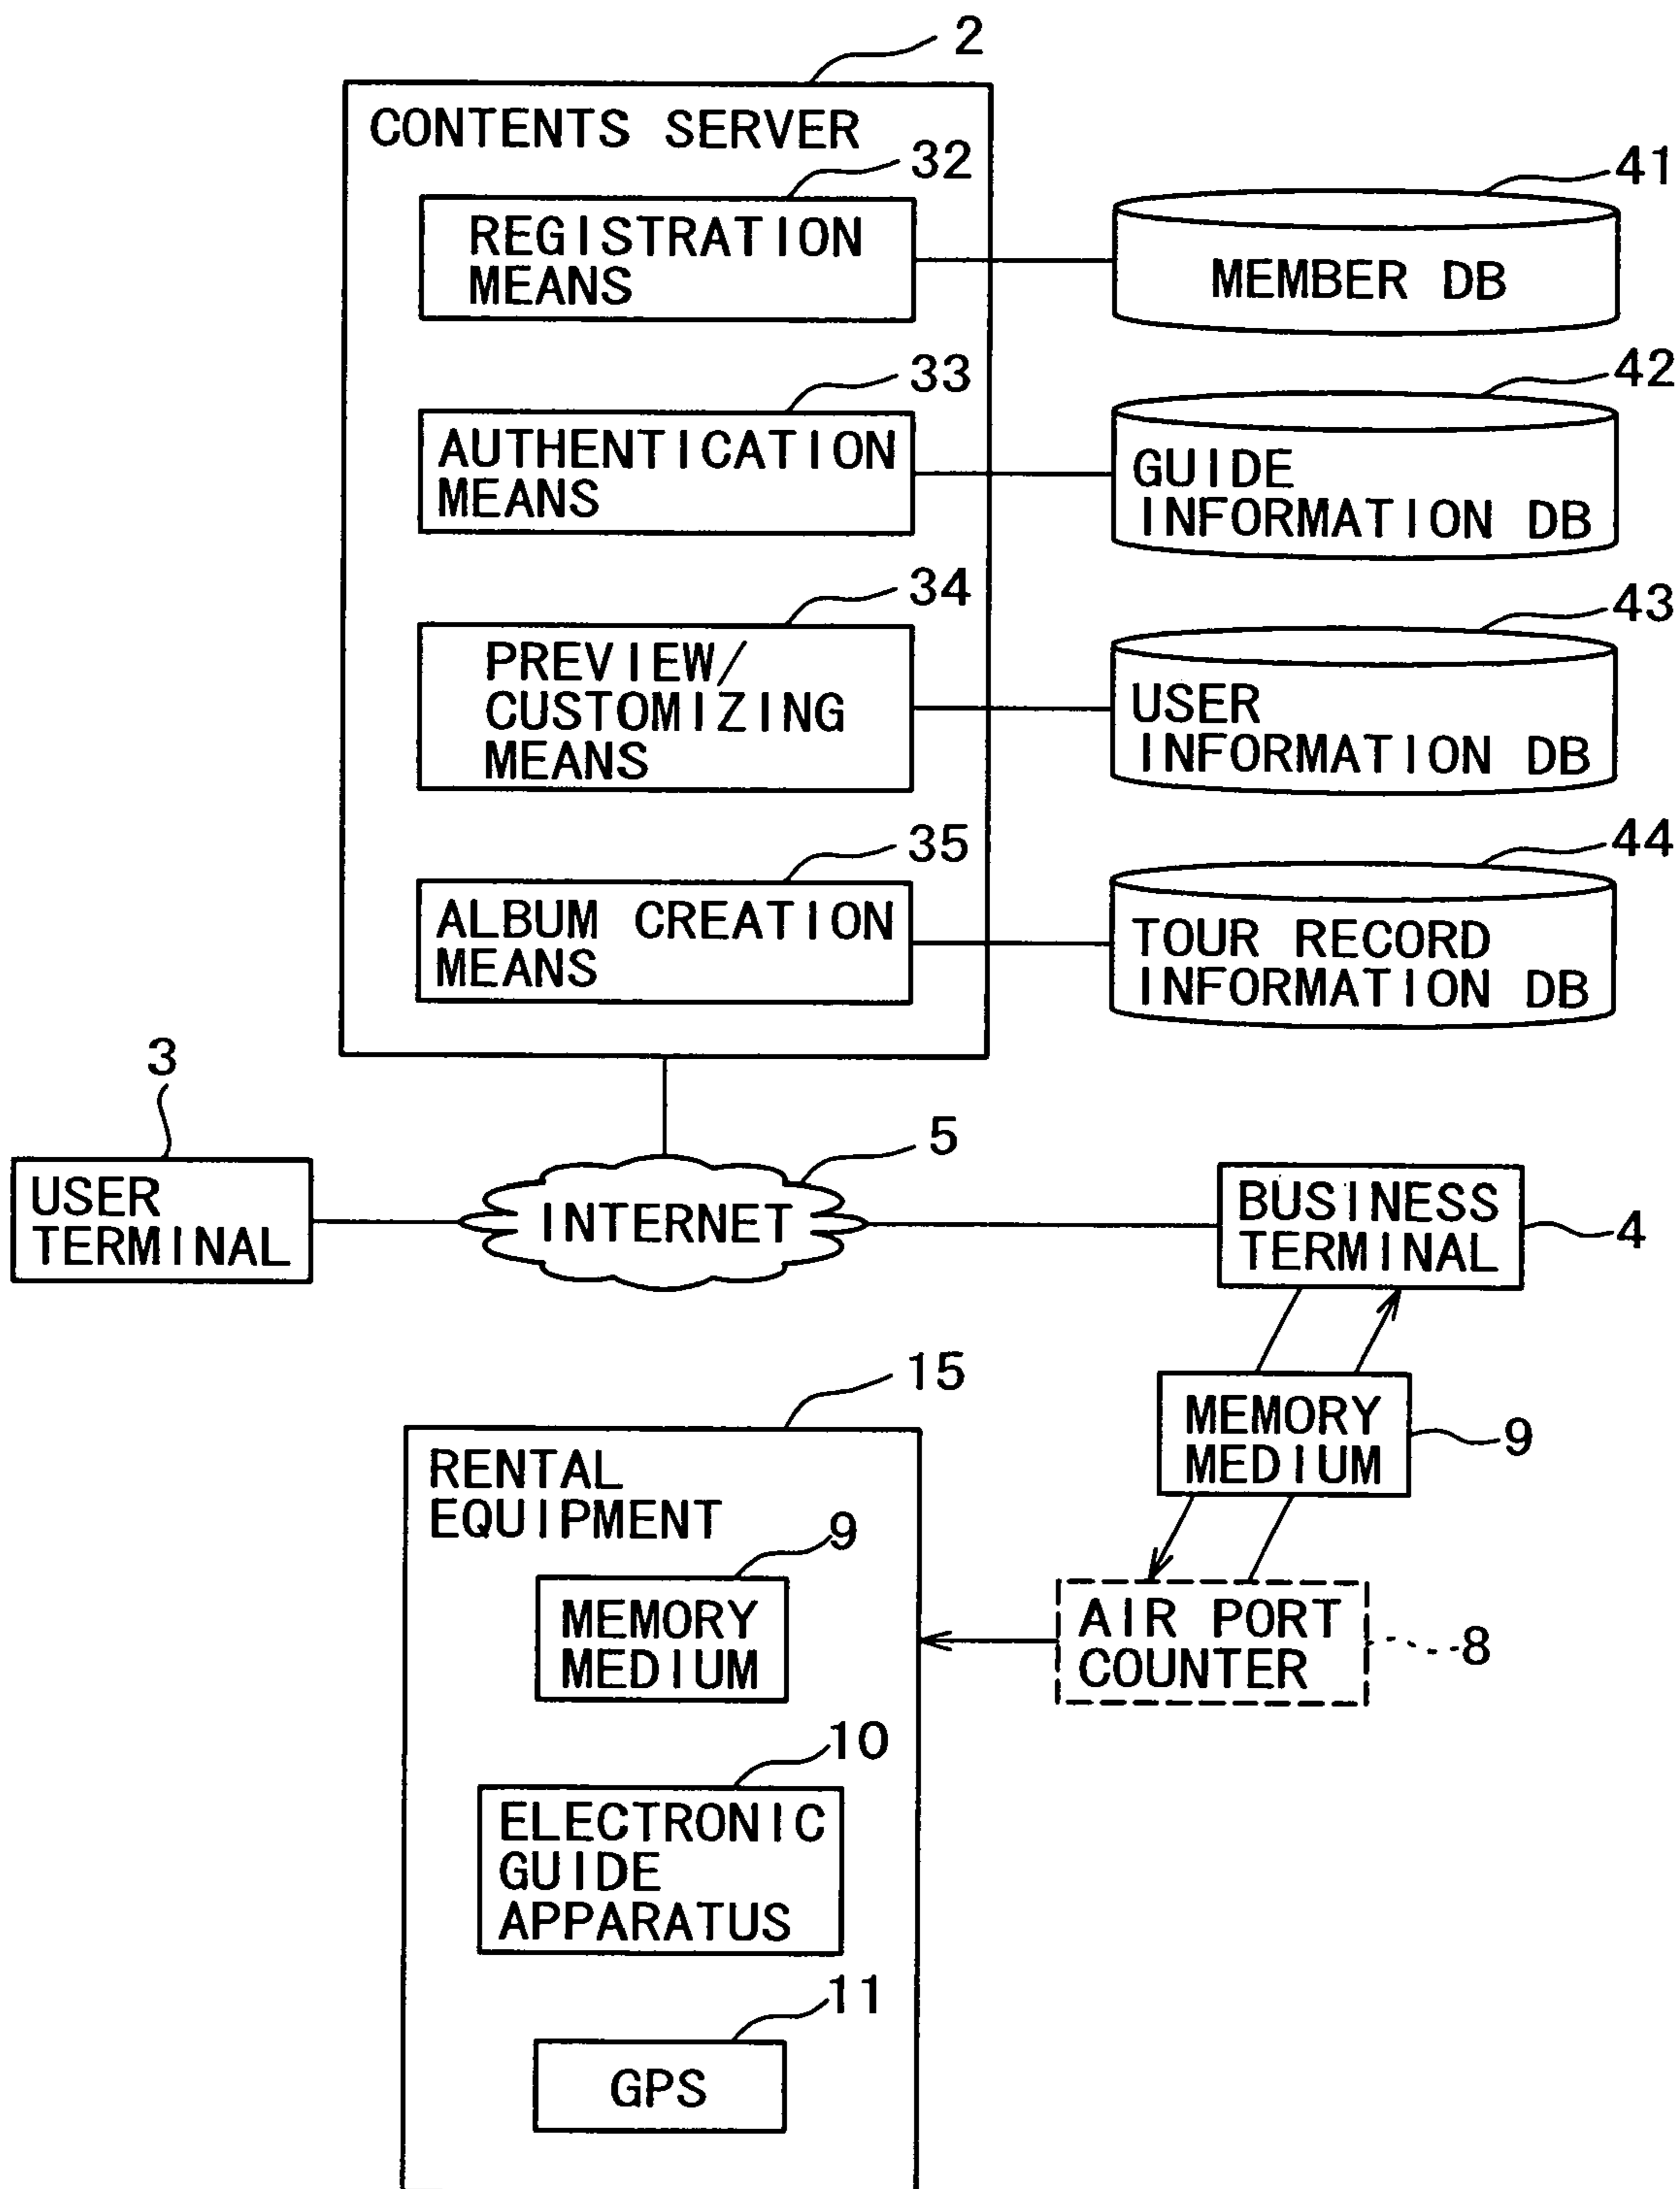 2
CONTENTS SERVER
32
REGISTRATION
MEANS
41
MEMBER DB
33
AUTHENTICATION
MEANS
42
GUIDE
INFORMATION DB
34
PREVIEW/
CUSTOMIZING
MEANS
43
USER
INFORMATION DB
35
ALBUM CREATION
MEANS
44
TOUR RECORD
INFORMATION DB
3
USER
TERMINAL
5
INTERNET
BUSINESS
TERMINAL
4
MEMORY
MEDIUM
9
15
RENTAL
EQUIPMENT
9
MEMORY
MEDIUM
AIR PORT
COUNTER
8
10
ELECTRONIC
GUIDE
APPARATUS
11
GPS